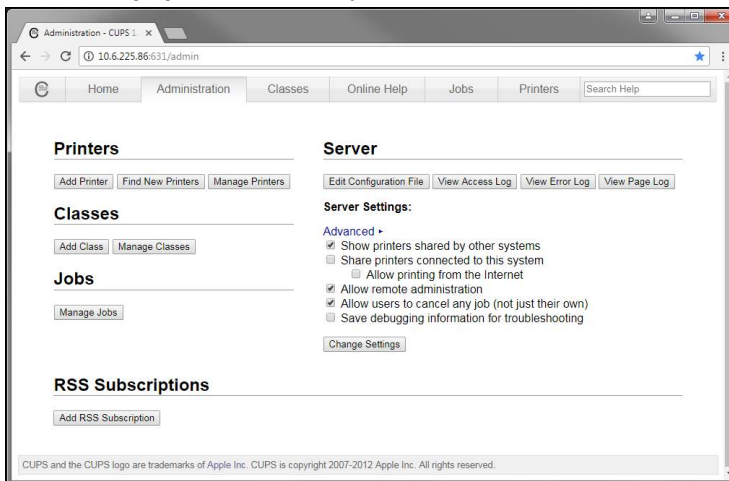 Administration - CUPS 1.
10.6.225.86:631/admin
Home Administration Classes Online Help Jobs Printers Search Help
Printers
Add Printer Find New Printers Manage Printers
Classes
Add Class Manage Classes
Jobs
Manage Jobs
Server
Edit Configuration File View Access Log View Error Log View Page Log
Server Settings:
Advanced
Show printers shared by other systems
Share printers connected to this system
Allow printing from the Internet
Allow remote administration
Allow users to cancel any job (not just their own)
Save debugging information for troubleshooting
Change Settings
RSS Subscriptions
Add RSS Subscription
CUPS and the CUPS logo are trademarks of Apple Inc. CUPS is copyright 2007-2012 Apple Inc. All rights reserved.